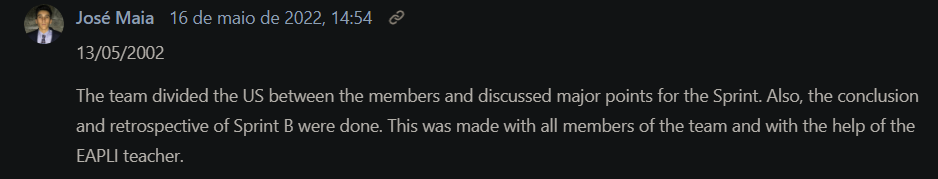 José Maia 16 de maio de 2022, 14:54
13/05/2002
The team divided the US between the members and discussed major points for the Sprint. Also, the conclusion
and retrospective of Sprint B were done. This was made with all members of the team and with the help of the
EAPLI teacher.